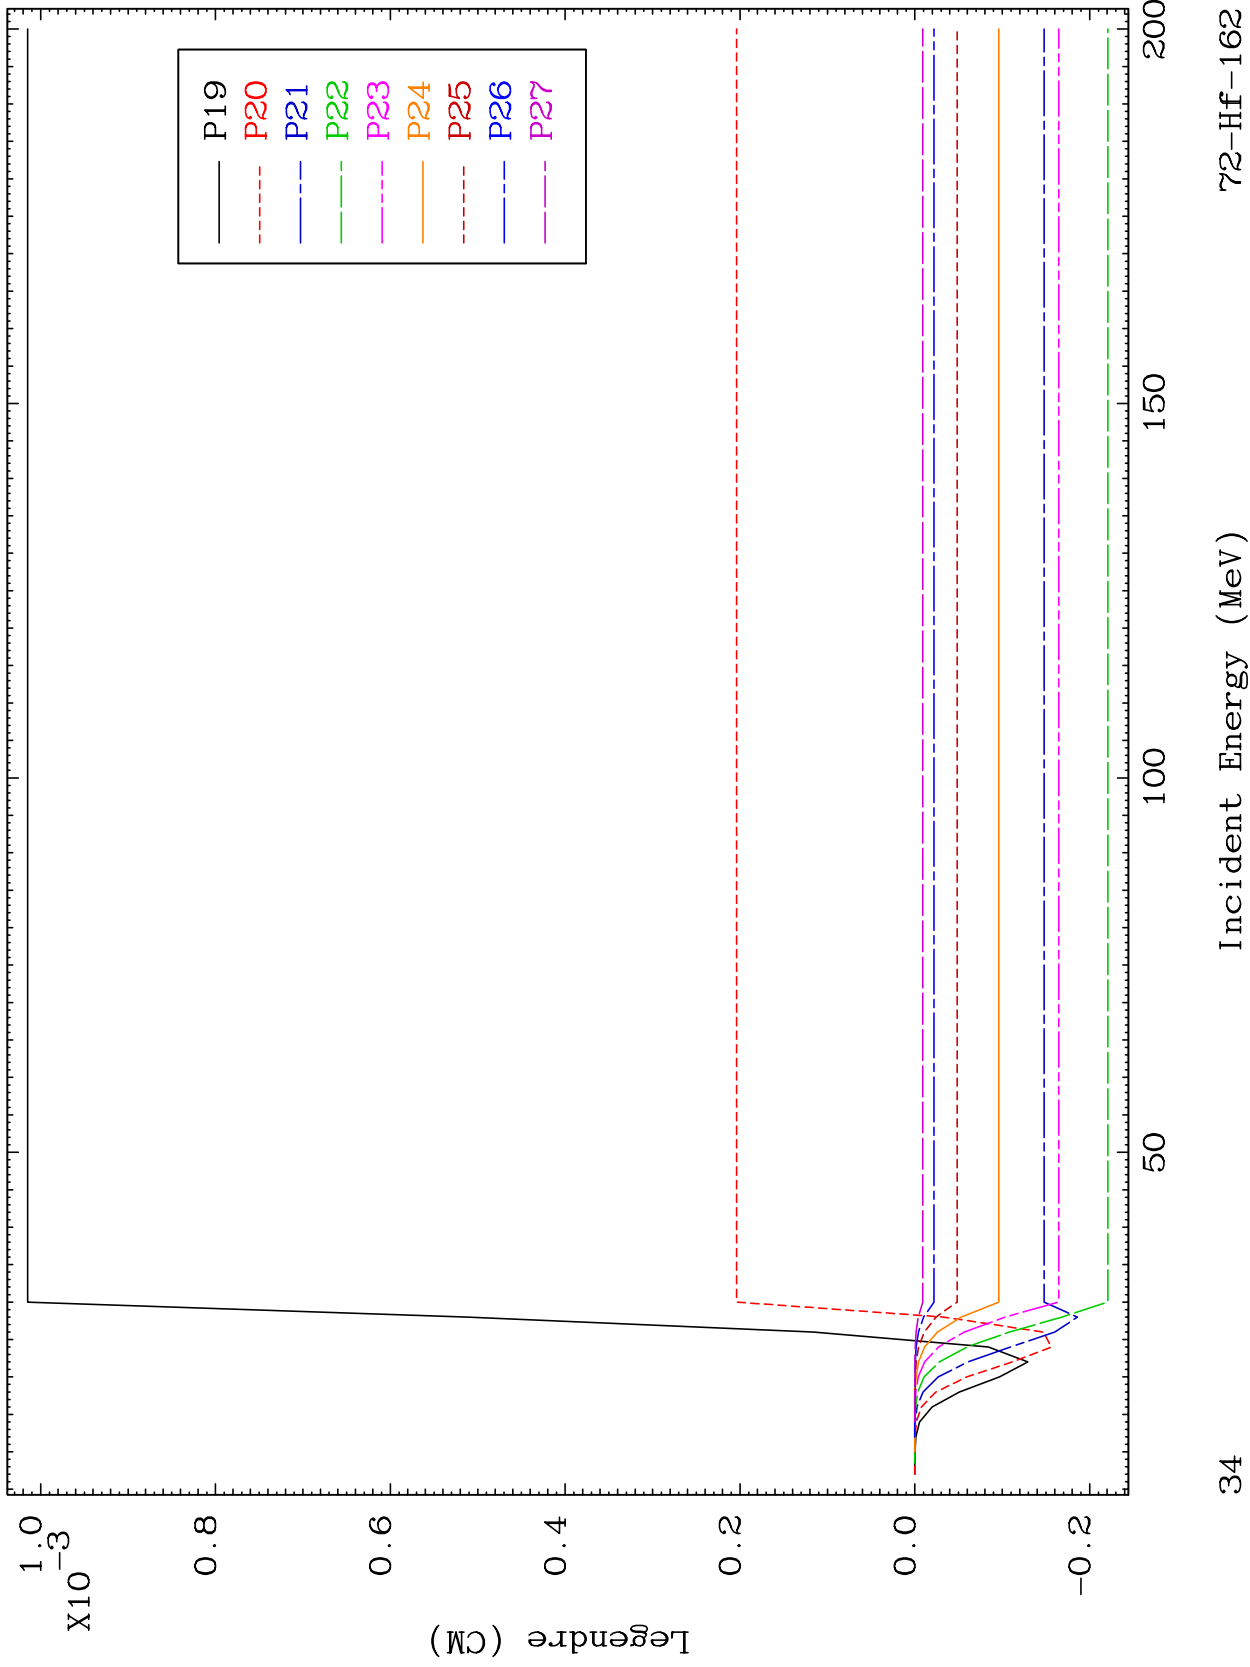 1.0
X10-3
0.8
0.6
0.4
0.2
0.0
-0.2
Legendre (CM)
P19
P20
P21
P22
P23
P24
P25
P26
P27
50
100
150
200
34
Incident Energy (MeV)
72-Hf-162